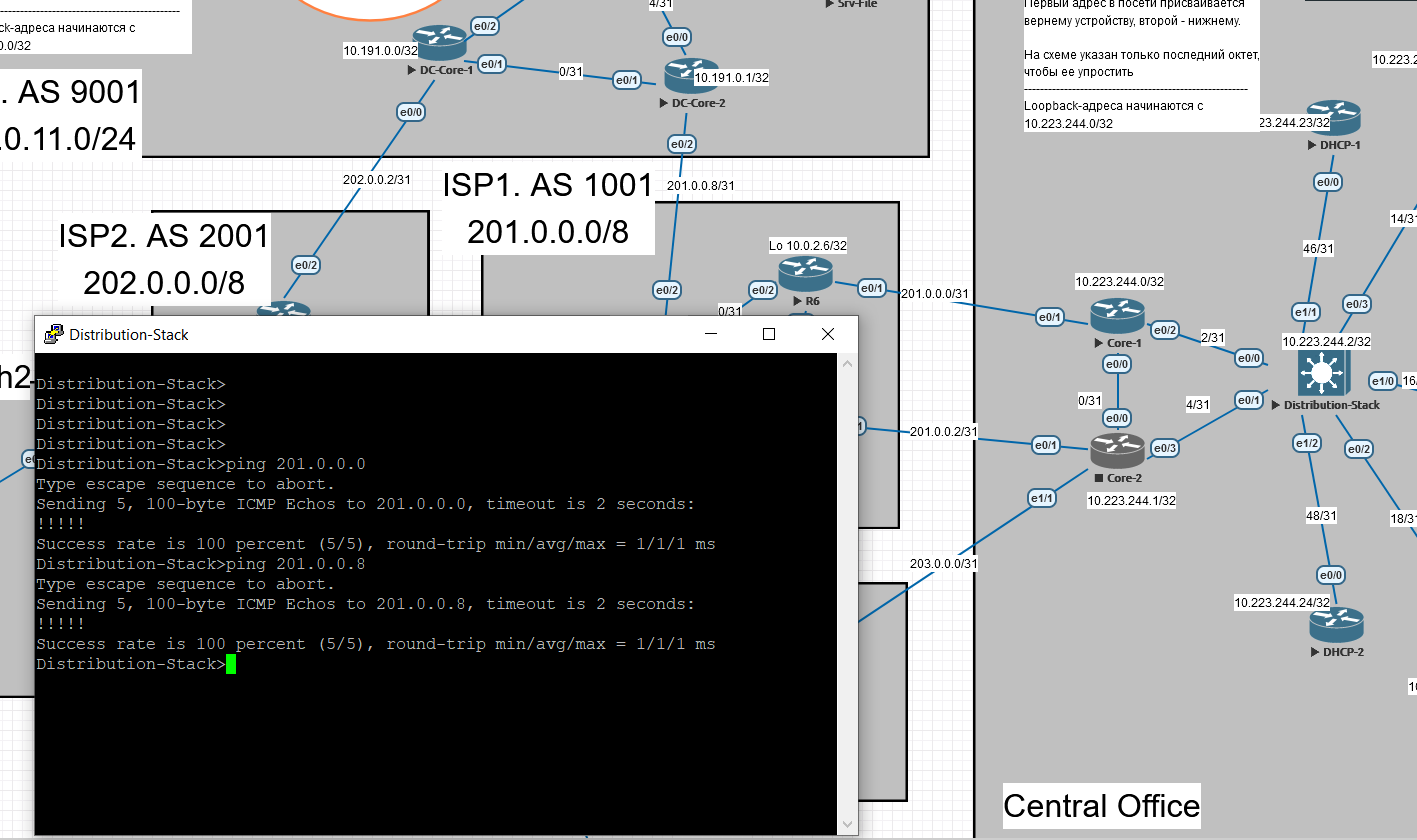 4/31
Srv-File
Первый адрес в посети присваивается
вернему устройству, второй - нижнему.
На схеме указан только последний октет,
чтобы ее упростить
--------------------------------------------------------
Loopback-адреса начинаются с
10.223.244.0/32
ск-адреса начинаются с
0.0/32
. AS 9001
.0.11.0/24
10.191.0.0/32
e0/2
DC-Core-1
e0/1
0/31
e0/1
e0/0
e0/0
10.191.0.1/32
DC-Core-2
e0/2
202.0.0.2/31
ISP1. AS 1001
201.0.0.0/8
201.0.0.8/31
ISP2. AS 2001
202.0.0.0/8
e0/2
Lo 10.0.2.6/32
e0/2
e0/2
0/31
R6
e0/1
201.0.0.0/31
10.223.2
23.244.23/32
DHCP-1
e0/0
14/31
46/31
e1/1
e0/3
10.223.244.0/32
e0/1
Core-1
e0/2
2/31
e0/0
10.223.244.2/32
e0/0
0/31
e0/0
4/31
e0/1
Distribution-Stack
e1/0
16/
201.0.0.2/31
e0/1
Core-2
e0/3
e1/1
10.223.244.1/32
e1/2
e0/2
48/31
18/31
203.0.0.0/31
e0/0
10.223.244.24/32
DHCP-2
Central Office
h2
Distribution-Stack
Distribution-Stack>
Distribution-Stack>
Distribution-Stack>
Distribution-Stack>
Distribution-Stack>ping 201.0.0.0
Type escape sequence to abort.
Sending 5, 100-byte ICMP Echos to 201.0.0.0, timeout is 2 seconds:
!!!!!
Success rate is 100 percent (5/5), round-trip min/avg/max = 1/1/1 ms
Distribution-Stack>ping 201.0.0.8
Type escape sequence to abort.
Sending 5, 100-byte ICMP Echos to 201.0.0.8, timeout is 2 seconds:
!!!!!
Success rate is 100 percent (5/5), round-trip min/avg/max = 1/1/1 ms
Distribution-Stack>